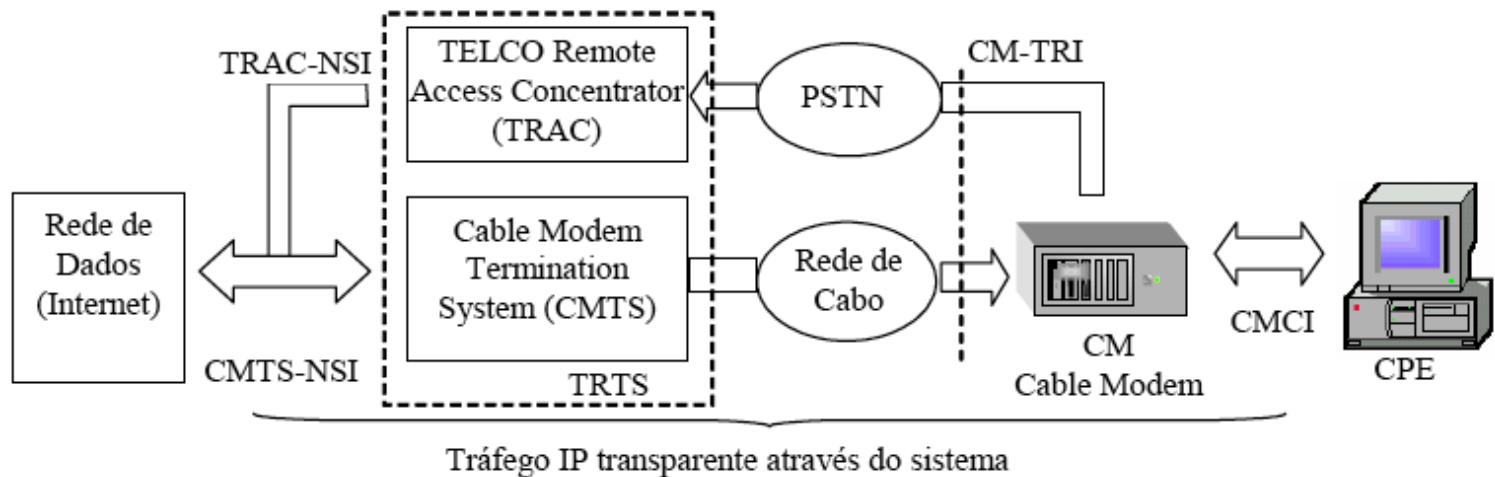 TRAC-NSI
TELCO Remote
Access Concentrator
(TRAC)
PSTN
CM-TRI
Rede de
Dados
(Internet)
CMTS-NSI
Cable Modem
Termination
System (CMTS)
TRTS
Rede de
Cabo
CM
Cable Modem
CMCI
CPE
Tráfego IP transparente através do sistema